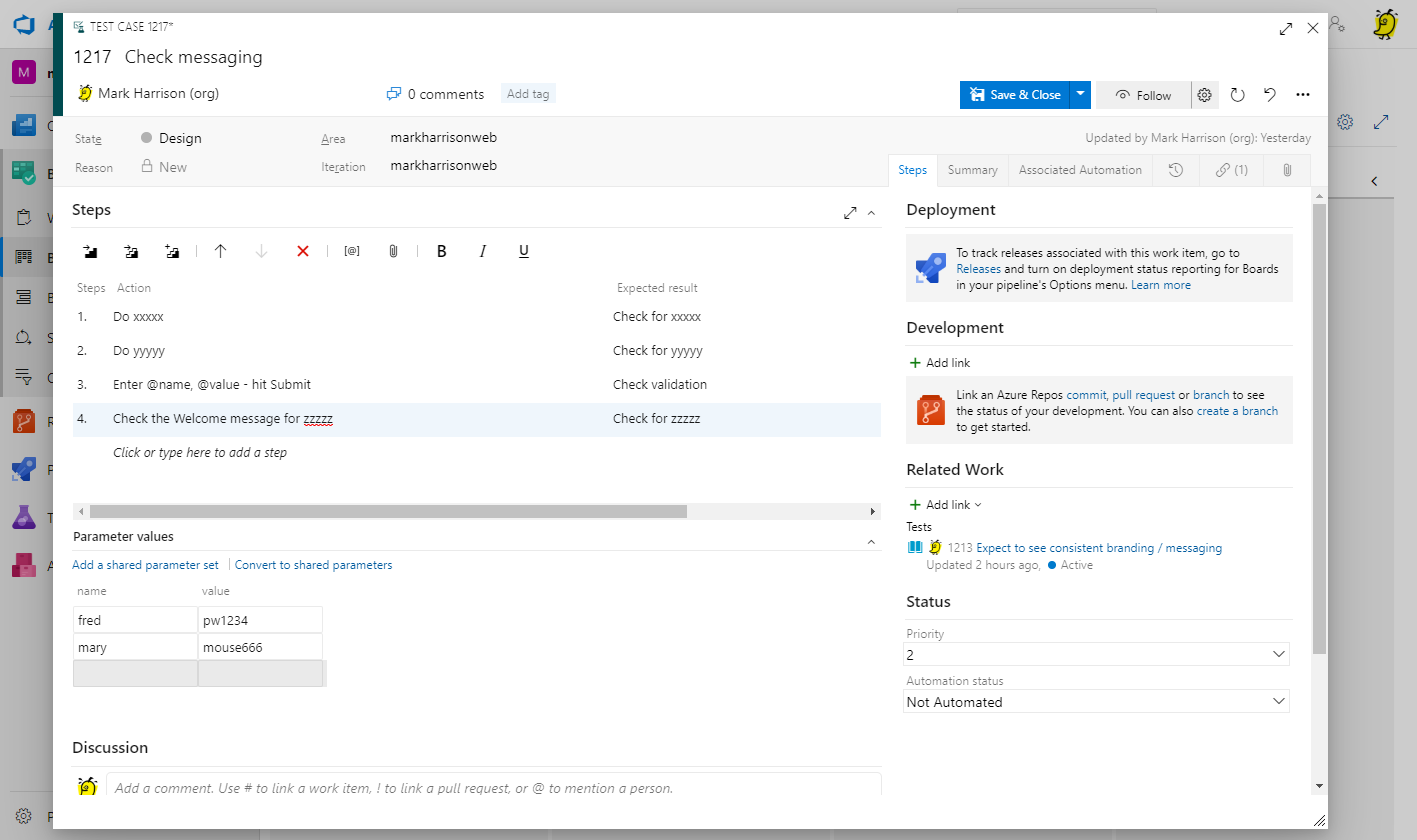 TEST CASE 1217*
1217 Check messaging
Mark Harrison (org)
0 comments
Add tag
Save & Close
Follow
State
Design
Area
markharrisonweb
Updated by Mark Harrison (org): Yesterday
Reason
New
Iteration
markharrisonweb
Steps
Summary
Associated Automation
(1)
Steps
[@]
B
I
U
Steps Action Expected result
1. Do xxxxx Check for xxxxx
2. Do yyyyy Check for yyyyy
3. Enter @name, @value - hit Submit Check validation
4. Check the Welcome message for zzzzz Check for zzzzz
Click or type here to add a step
Parameter values
Add a shared parameter set Convert to shared parameters
name value
fred pw1234
mary mouse666
Discussion
Add a comment. Use # to link a work item, ! to link a pull request, or @ to mention a person.
Deployment
To track releases associated with this work item, go to
Releases and turn on deployment status reporting for Boards
in your pipeline's Options menu. Learn more
Development
Add link
Link an Azure Repos commit, pull request or branch to see
the status of your development. You can also create a branch
to get started.
Related Work
Add link
Tests
1213 Expect to see consistent branding / messaging
Updated 2 hours ago, Active
Status
Priority
2
Automation status
Not Automated
M